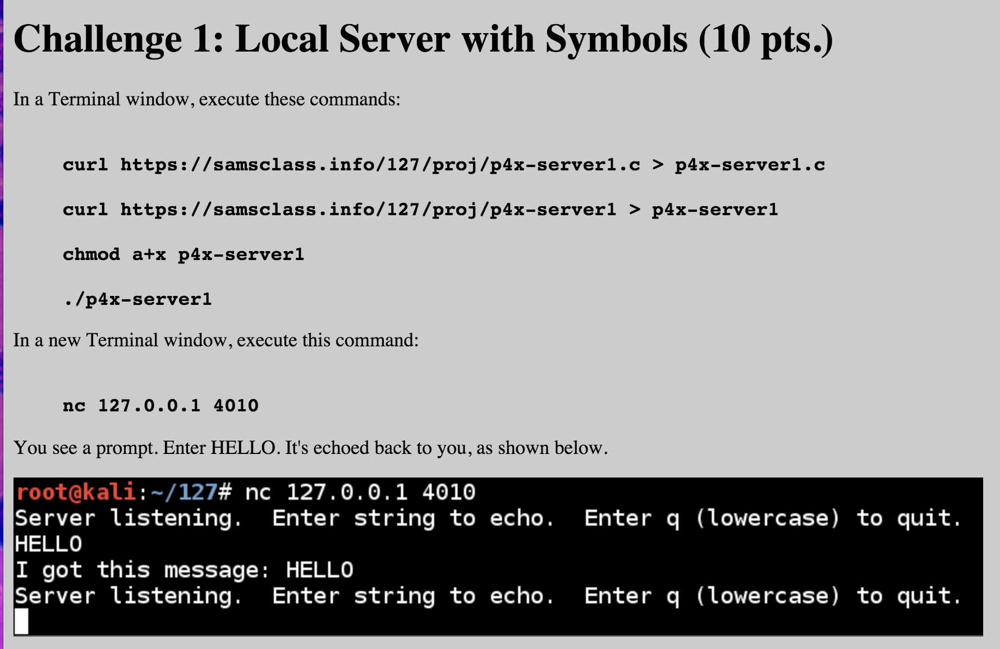 Challenge 1: Local Server with Symbols (10 pts.)
In a Terminal window, execute these commands:
curl https://samsclass.info/127/proj/p4x-server1.c > p4x-server1.c
curl https://samsclass.info/127/proj/p4x-server1 > p4x-server1
chmod a+x p4x-server1
./p4x-server1
In a new Terminal window, execute this command:
nc 127.0.0.1 4010
You see a prompt. Enter HELLO. It's echoed back to you, as shown below.
root@kali:~/127# nc 127.0.0.1 4010
Server listening.  Enter string to echo.  Enter q (lowercase) to quit.
HELLO
I got this message: HELLO
Server listening.  Enter string to echo.  Enter q (lowercase) to quit.